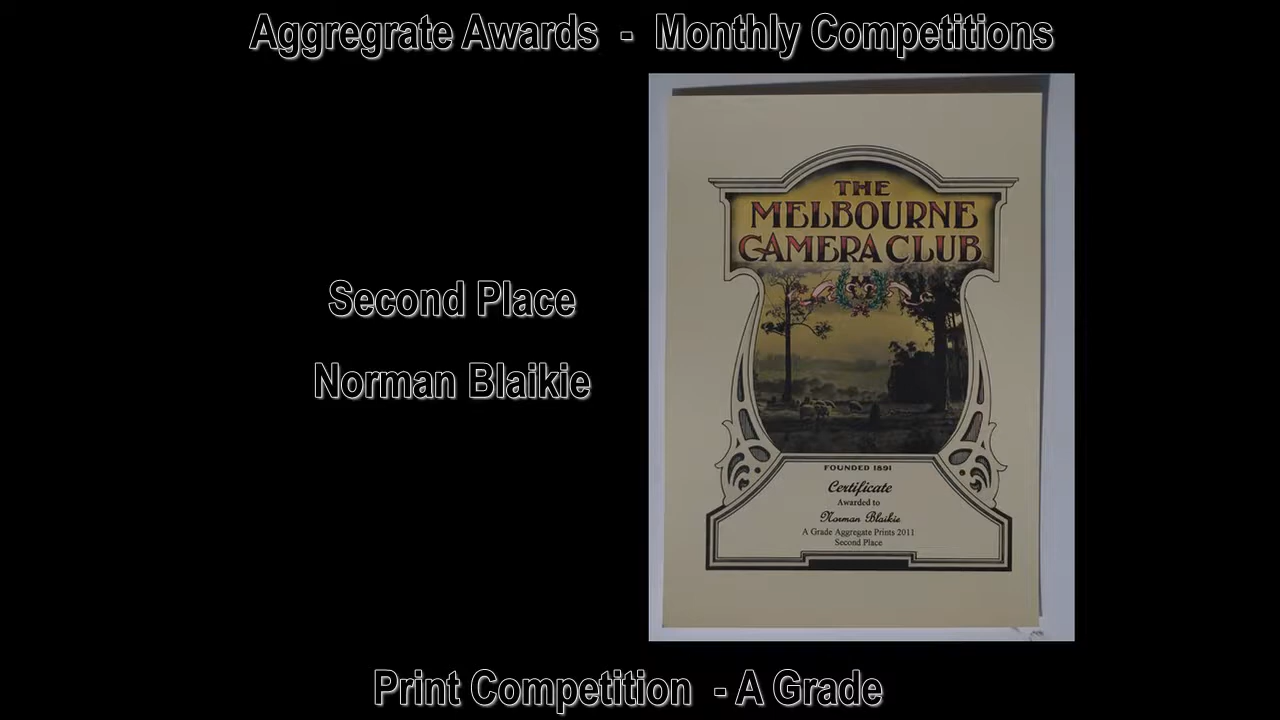 Aggregrate Awards - Monthly Competitions
THE
MELBOURNE
CAMERA CLUB
Second Place
Norman Blaikie
FOUNDED 1891
Certificate
Awarded to
Norman Blaikie
A Grade Aggregate Prints 2011
Second Place
Print Competition - A Grade